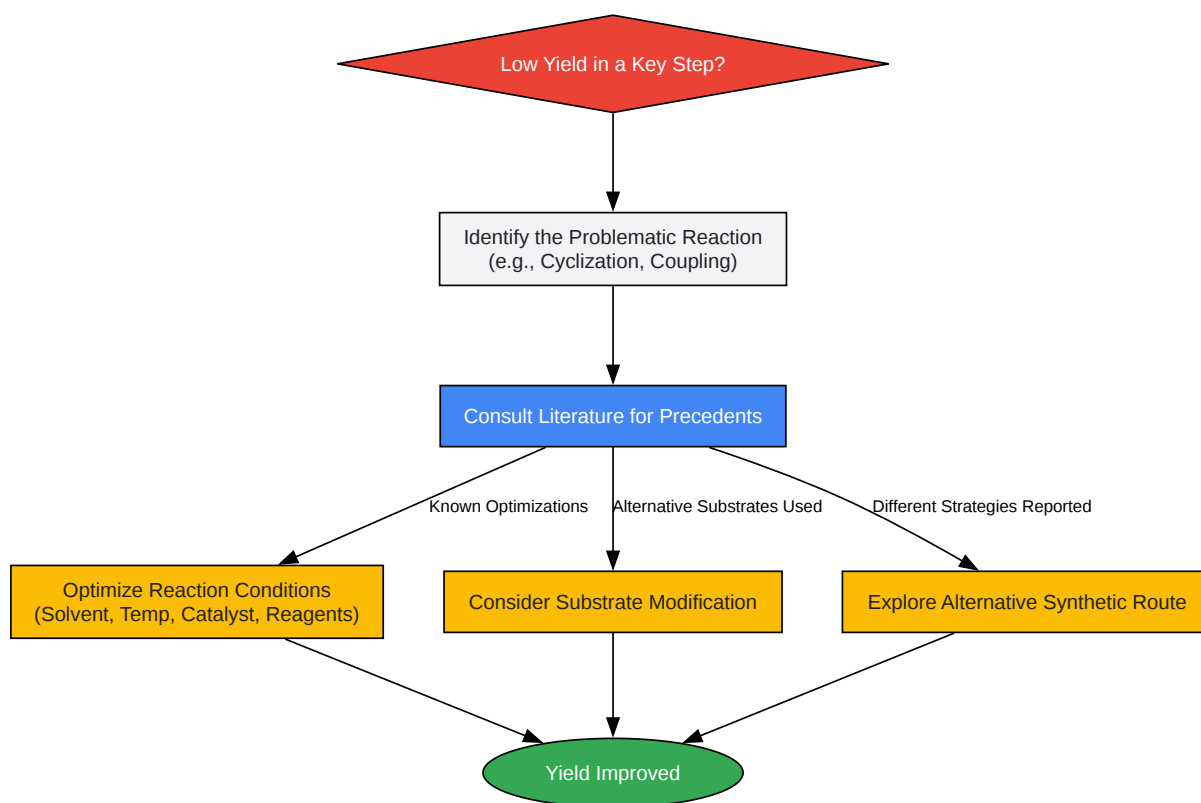 Low Yield in a Key Step?
Identify the Problematic Reaction
(e.g., Cyclization, Coupling)
Consult Literature for Precedents
Known Optimizations
Alternative Substrates Used
Different Strategies Reported
Optimize Reaction Conditions
(Solvent, Temp, Catalyst, Reagents)
Consider Substrate Modification
Explore Alternative Synthetic Route
Yield Improved